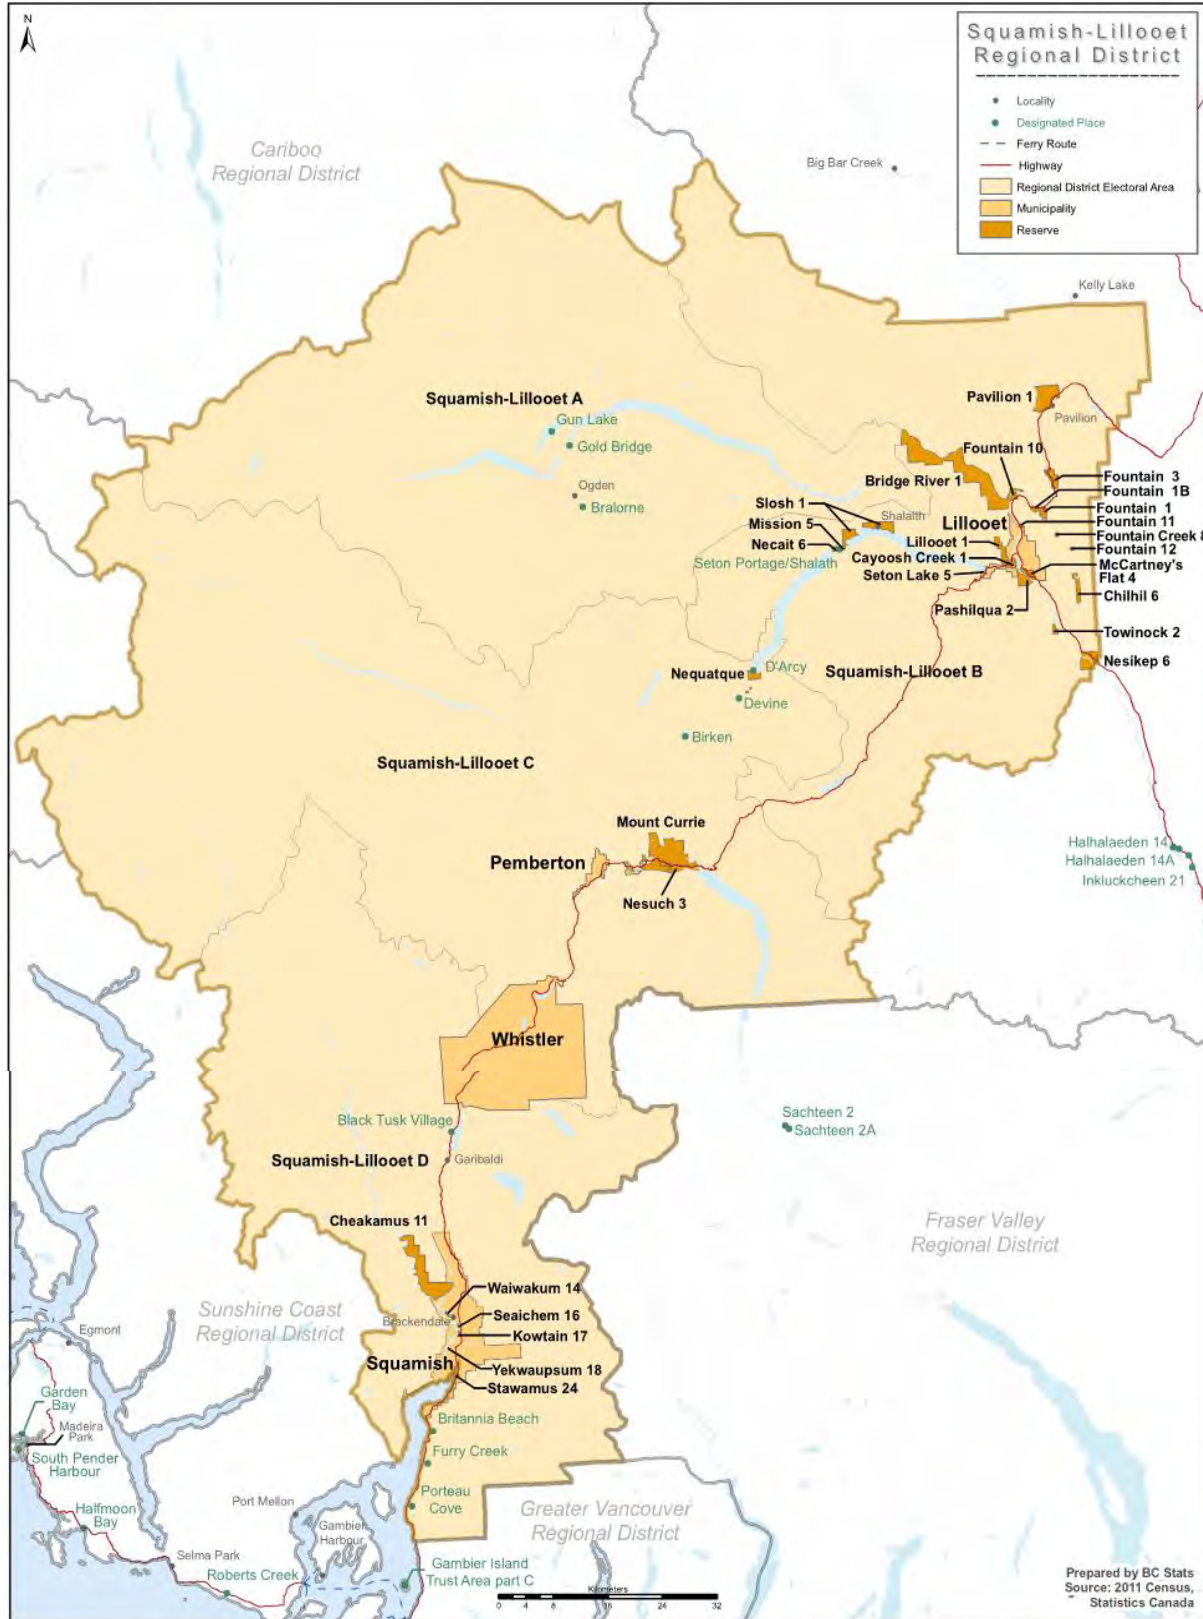 N
Squamish-Lillooet
Regional District
Locality
Designated Place
Ferry Route
Highway
Regional District Electoral Area
Municipality
Reserve
Cariboo
Regional District
Big Bar Creek
Kelly Lake
Squamish-Lillooet A
Gun Lake
Gold Bridge
Ogden
Bralorne
Pavilion 1
Pavilion
Fountain 10
Bridge River 1
Fountain 3
Fountain 1B
Fountain 1
Fountain 11
Fountain Creek 8
Fountain 12
McCartney's
Flat 4
Chilhil 6
Towinock 2
Nesikep 6
Slosh 1
Shalalth
Mission 5
Necait 6
Seton Portage/Shalath
Lillooet
Lillooet 1
Cayoosh Creek 1
Seton Lake 5
Pashilqua 2
Nequatque
D'Arcy
Squamish-Lillooet B
Devine
Birken
Squamish-Lillooet C
Mount Currie
Pemberton
Nesuch 3
Halhalaeden 14
Halhalaeden 14A
Inkluckcheen 21
Whistler
Black Tusk Village
Sachteen 2
Sachteen 2A
Squamish-Lillooet D
Garibaldi
Cheakamus 11
Fraser Valley
Regional District
Waiwakum 14
Sunshine Coast
Regional District
Brackendale
Seaichem 16
Kowtain 17
Egmont
Squamish
Yekwaupsum 18
Stawamus 24
Garden
Bay
Madeira
Park
South Pender
Harbour
Britannia Beach
Furry Creek
Halfmoon
Bay
Port Mellon
Porteau
Cove
Greater Vancouver
Regional District
Gambier
Harbour
Selma Park
Roberts Creek
Gambier Island
Trust Area part C
Kilometers
0 4 8 16 24 32
Prepared by BC Stats
Source: 2011 Census,
Statistics Canada